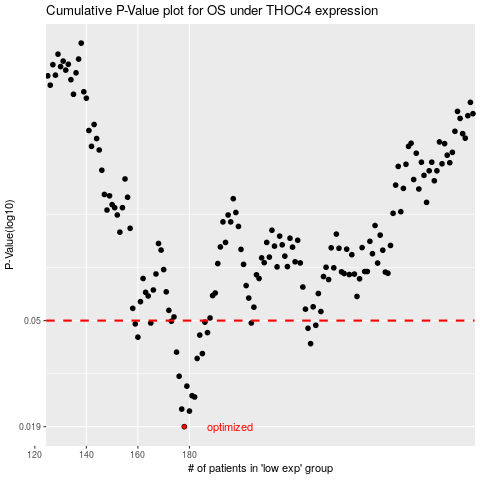 Cumulative P-Value plot for OS under THOC4 expression
P-Value(log10)
0.05
0.019
optimized
120 140 160 180
# of patients in 'low exp' group